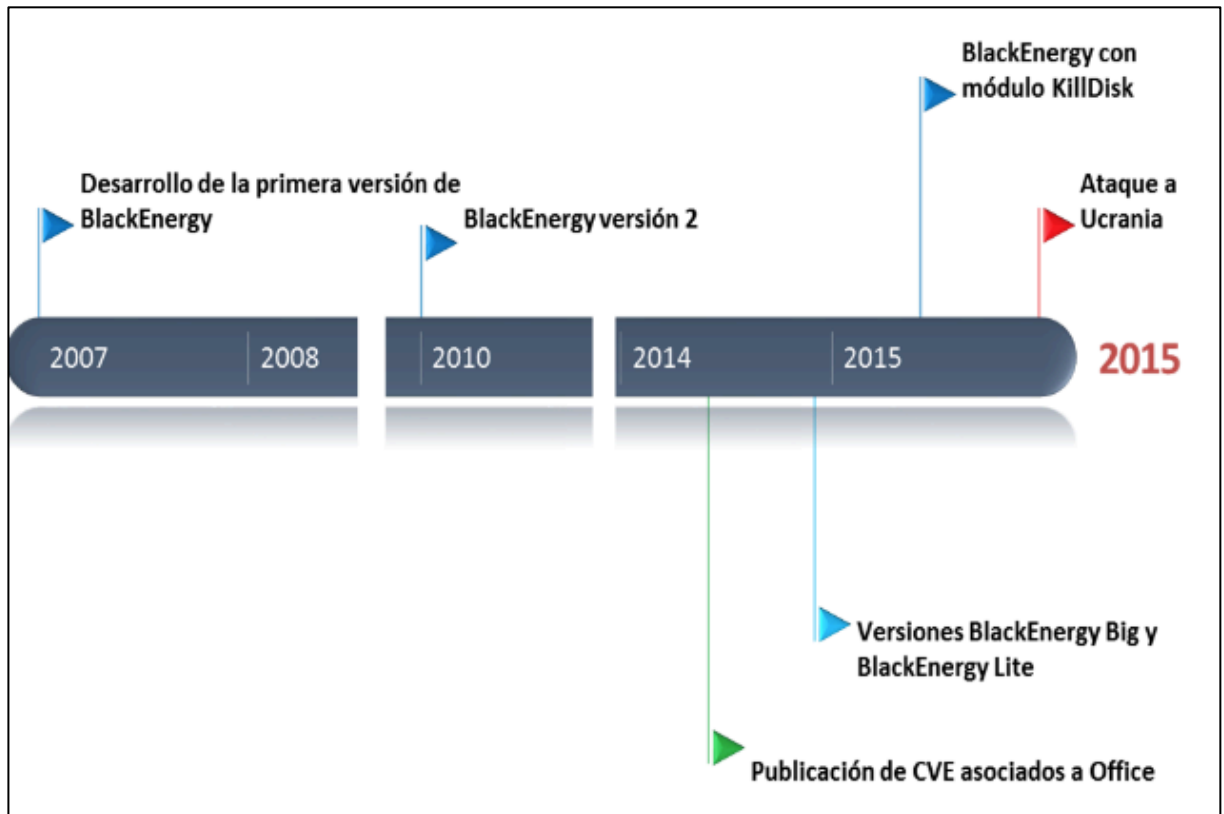 BlackEnergy con
módulo KillDisk
Desarrollo de la primera versión de
BlackEnergy
BlackEnergy versión 2
Ataque a
Ucrania
2007
2008
2010
2014
2015
2015
Versiones BlackEnergy Big y
BlackEnergy Lite
Publicación de CVE asociados a Office